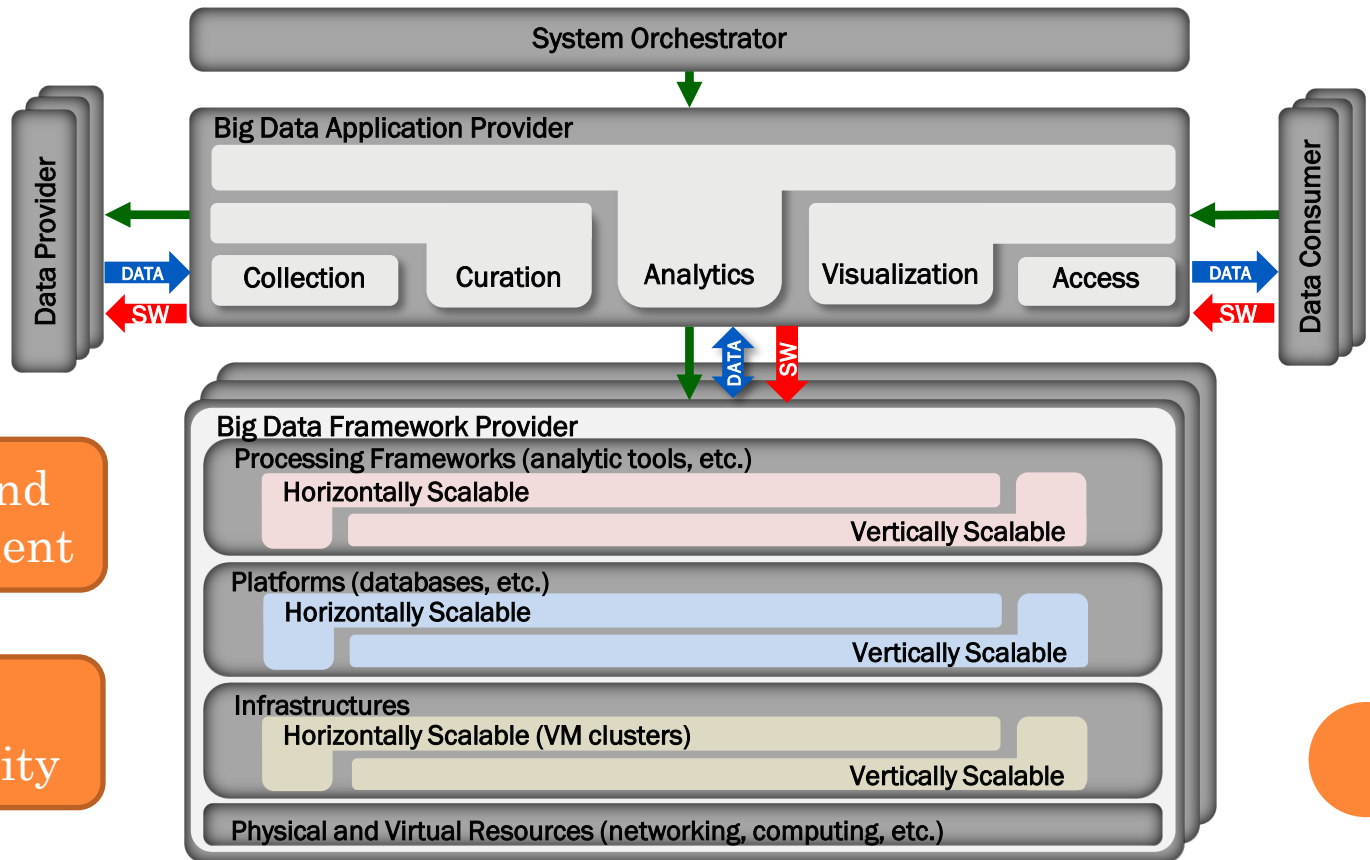 System Orchestrator
Big Data Application Provider
Data Provider
Data Consumer
DATA
SW
Collection
Curation
Analytics
Visualization
Access
DATA
SW
DATA
SW
Big Data Framework Provider
Processing Frameworks (analytic tools, etc.)
Horizontally Scalable
Vertically Scalable
nd
ent
Platforms (databases, etc.)
Horizontally Scalable
Vertically Scalable
ity
Infrastructures
Horizontally Scalable (VM clusters)
Vertically Scalable
Physical and Virtual Resources (networking, computing, etc.)